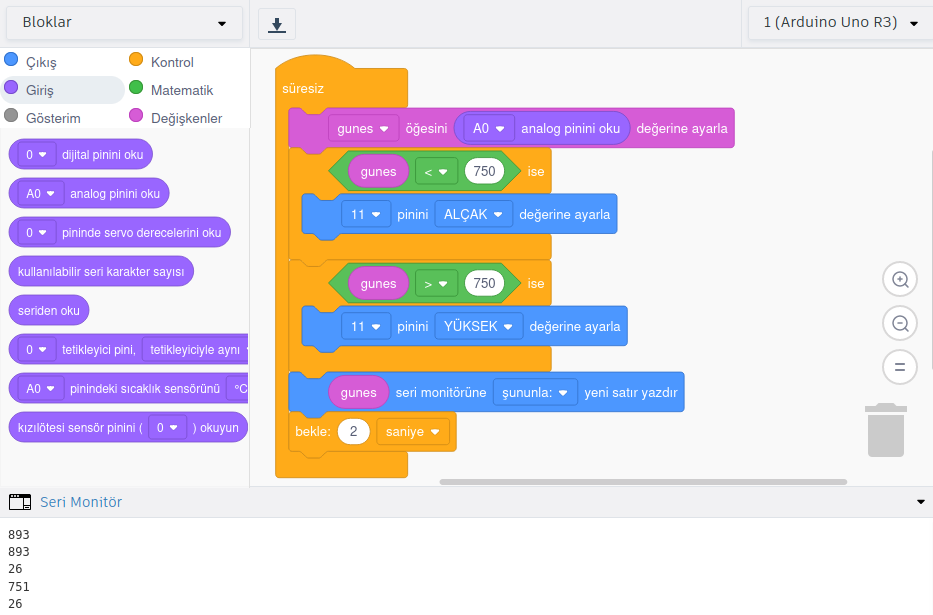 Bloklar
1 (Arduino Uno R3)
Çıkış
Kontrol
Giriş
Matematik
Gösterim
Değişkenler
0 dijital pinini oku
A0 analog pinini oku
0 pininde servo derecelerini oku
kullanılabilir seri karakter sayısı
seriden oku
0 tetikleyici pini, tetikleyiciyle aynı
A0 pinindeki sıcaklık sensörünü °C
kızılötesi sensör pinini ( 0 ) okuyun
süresiz
gunes öğesini A0 analog pinini oku değerine ayarla
gunes < 750 ise
11 pinini ALÇAK değerine ayarla
gunes > 750 ise
11 pinini YÜKSEK değerine ayarla
gunes seri monitörüne şununla: yeni satır yazdır
bekle: 2 saniye
Seri Monitör
893
893
26
751
26